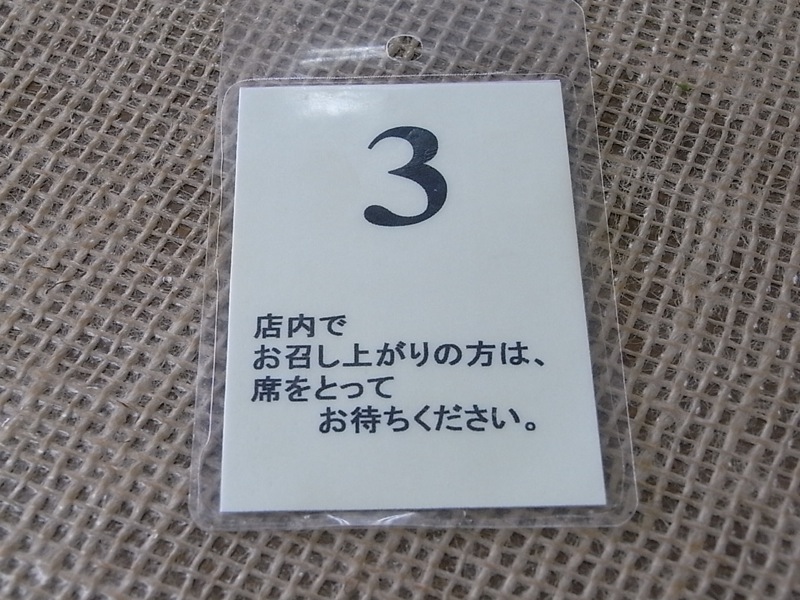 3
店内で
お召し上がりの方は、
席をとって
お待ちください。